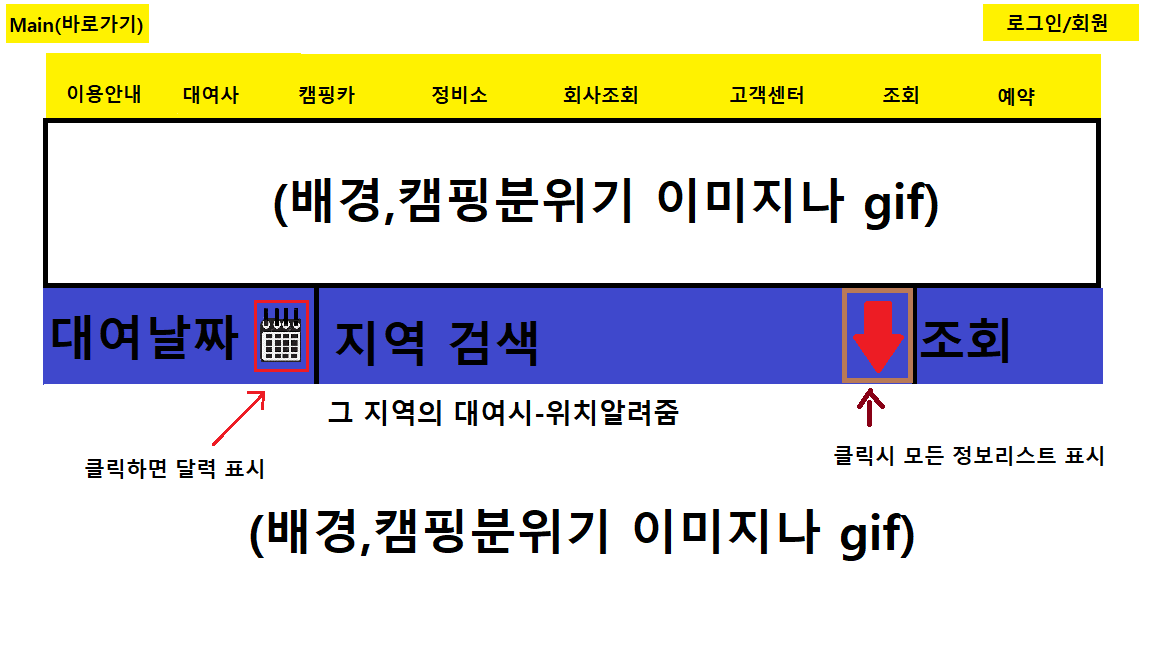 Main(바로가기)
로그인/회원
이용안내 대여사 캠핑카 정비소 회사조회 고객센터 조회 예약
(배경,캠핑분위기 이미지나 gif)
대여날짜 지역 검색 조회
그 지역의 대여시-위치알려줌
클릭시 모든 정보리스트 표시
클릭하면 달력 표시
(배경,캠핑분위기 이미지나 gif)